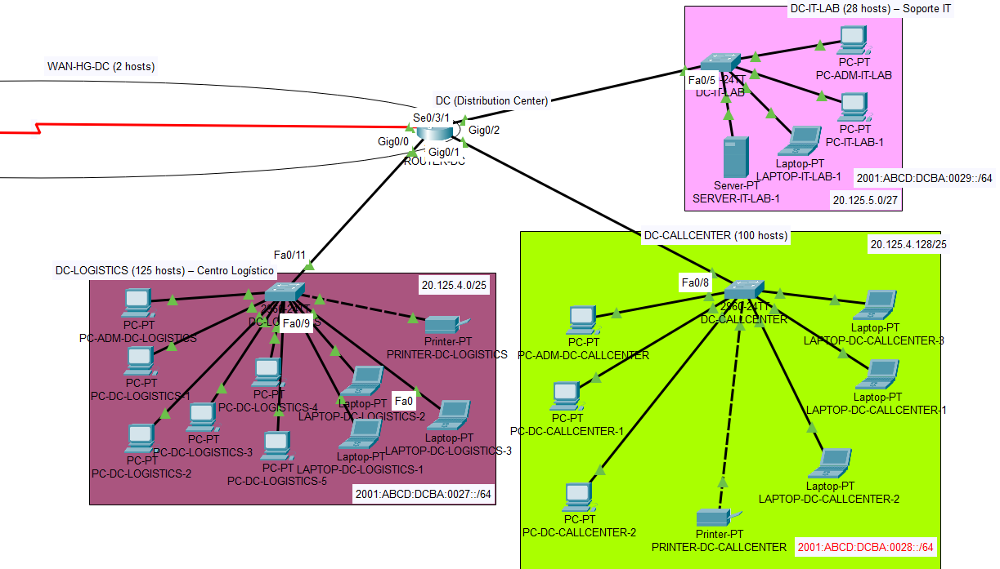 DC-IT-LAB (28 hosts) – Soporte IT
PC-PT
PC-ADM-IT-LAB
Fa0/5
-24TT
DC-IT-LAB
PC-PT
PC-IT-LAB-1
Laptop-PT
LAPTOP-IT-LAB-1
Server-PT
SERVER-IT-LAB-1
2001:ABCD:DCBA:0029::/64
20.125.5.0/27
WAN-HG-DC (2 hosts)
DC (Distribution Center)
Se0/3/1
Gig0/2
Gig0/0
Gig0/1
ROUTER-DC
DC-LOGISTICS (125 hosts) – Centro Logístico
Fa0/11
20.125.4.0/25
Fa0/9
PC-PT
PC-ADM-DC-LOGISTICS
Printer-PT
PRINTER-DC-LOGISTICS
PC-PT
PC-DC-LOGISTICS-1
PC-PT
PC-DC-LOGISTICS-4
Laptop-PT
LAPTOP-DC-LOGISTICS-2
Fa0
PC-PT
PC-DC-LOGISTICS-3
Laptop-PT
LAPTOP-DC-LOGISTICS-3
PC-PT
PC-DC-LOGISTICS-2
PC-PT
PC-DC-LOGISTICS-5
Laptop-PT
LAPTOP-DC-LOGISTICS-1
2001:ABCD:DCBA:0027::/64
DC-CALLCENTER (100 hosts)
20.125.4.128/25
Fa0/8
2960-24TT
DC-CALLCENTER
PC-PT
PC-ADM-DC-CALLCENTER
Laptop-PT
LAPTOP-DC-CALLCENTER-3
PC-PT
PC-DC-CALLCENTER-1
Laptop-PT
LAPTOP-DC-CALLCENTER-1
PC-PT
PC-DC-CALLCENTER-2
Laptop-PT
LAPTOP-DC-CALLCENTER-2
Printer-PT
PRINTER-DC-CALLCENTER
2001:ABCD:DCBA:0028::/64